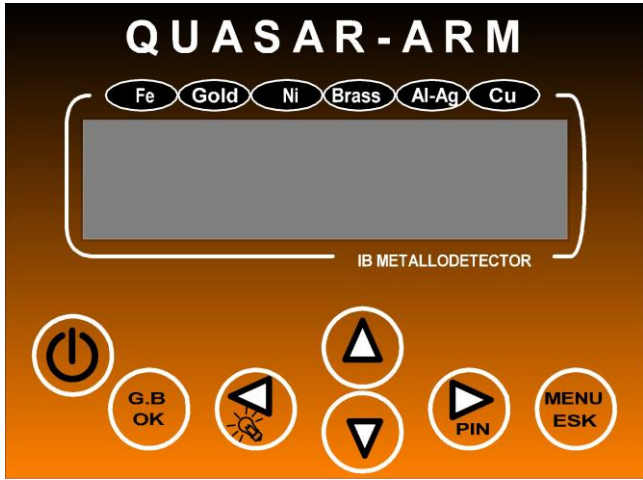 QUASAR-ARM
Fe Gold Ni Brass Al-Ag Cu
IB METALLODETECTOR
G.B
OK
PIN
MENU
ESK